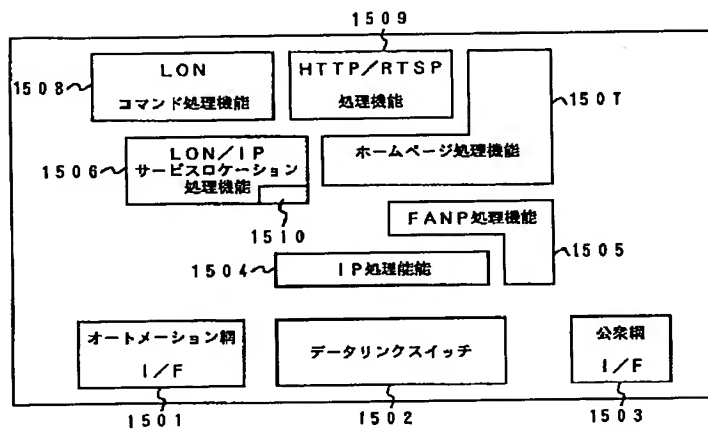 1509
LON
コマンド処理機能
1508
HTTP/RTSP
処理機能
1507
LON/IP
サービスロケーション
処理機能
1506
ホームページ処理機能
1510
FANP処理機能
1504
IP処理能能
1505
オートメーション網
I/F
データリンクスイッチ
公衆網
I/F
1501
1502
1503